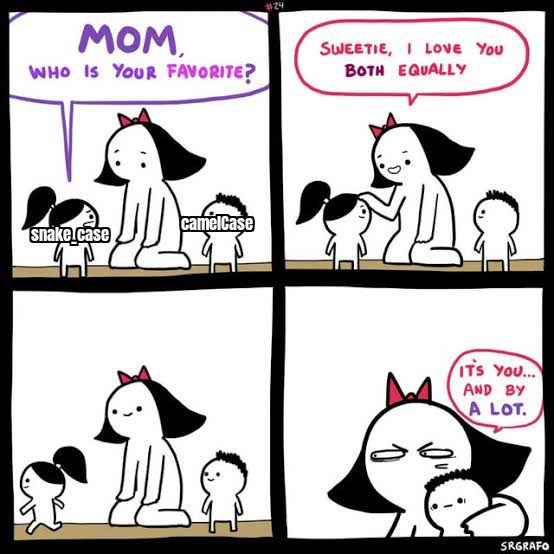 #24
MOM,
WHO IS YOUR FAVORITE?
snake_case
camelCase
SWEETIE, I LOVE YOU
BOTH EQUALLY
IT'S YOU...
AND BY
A LOT.
SRGRAFO